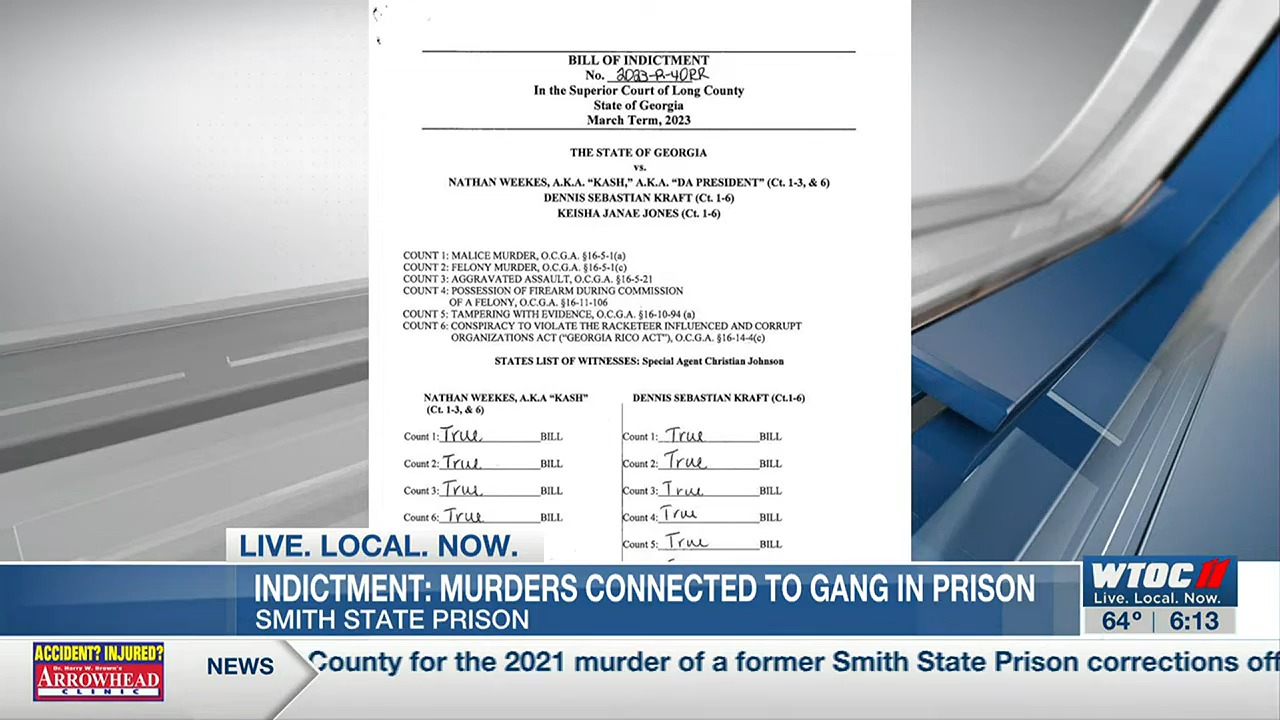 BILL OF INDICTMENT
No. 2023-R-40RR
In the Superior Court of Long County
State of Georgia
March Term, 2023
THE STATE OF GEORGIA
vs.
NATHAN WEEKES, A.K.A. “KASH,” A.K.A. “DA PRESIDENT” (Ct. 1-3, & 6)
DENNIS SEBASTIAN KRAFT (Ct. 1-6)
KEISHA JANAE JONES (Ct. 1-6)
COUNT 1: MALICE MURDER, O.C.G.A. §16-5-1(a)
COUNT 2: FELONY MURDER, O.C.G.A. §16-5-1(c)
COUNT 3: AGGRAVATED ASSAULT, O.C.G.A. §16-5-21
COUNT 4: POSSESSION OF FIREARM DURING COMMISSION
OF A FELONY, O.C.G.A. §16-11-106
COUNT 5: TAMPERING WITH EVIDENCE, O.C.G.A. §16-10-94 (a)
COUNT 6: CONSPIRACY TO VIOLATE THE RACKETEER INFLUENCED AND CORRUPT
ORGANIZATIONS ACT (“GEORGIA RICO ACT”), O.C.G.A. §16-14-4(c)
STATES LIST OF WITNESSES: Special Agent Christian Johnson
NATHAN WEEKES, A.K.A “KASH”
(Ct. 1-3, & 6)
Count 1: True BILL
Count 2: True BILL
Count 3: True BILL
Count 6: True BILL
DENNIS SEBASTIAN KRAFT (Ct.1-6)
Count 1: True BILL
Count 2: True BILL
Count 3: True BILL
Count 4: True BILL
Count 5: True BILL
LIVE. LOCAL. NOW.
INDICTMENT: MURDERS CONNECTED TO GANG IN PRISON
SMITH STATE PRISON
WTOC 11
Live. Local. Now.
64° | 6:13
ACCIDENT? INJURED?
Dr. Harry W. Brown's
ARROWHEAD
CLINIC
NEWS
County for the 2021 murder of a former Smith State Prison corrections off